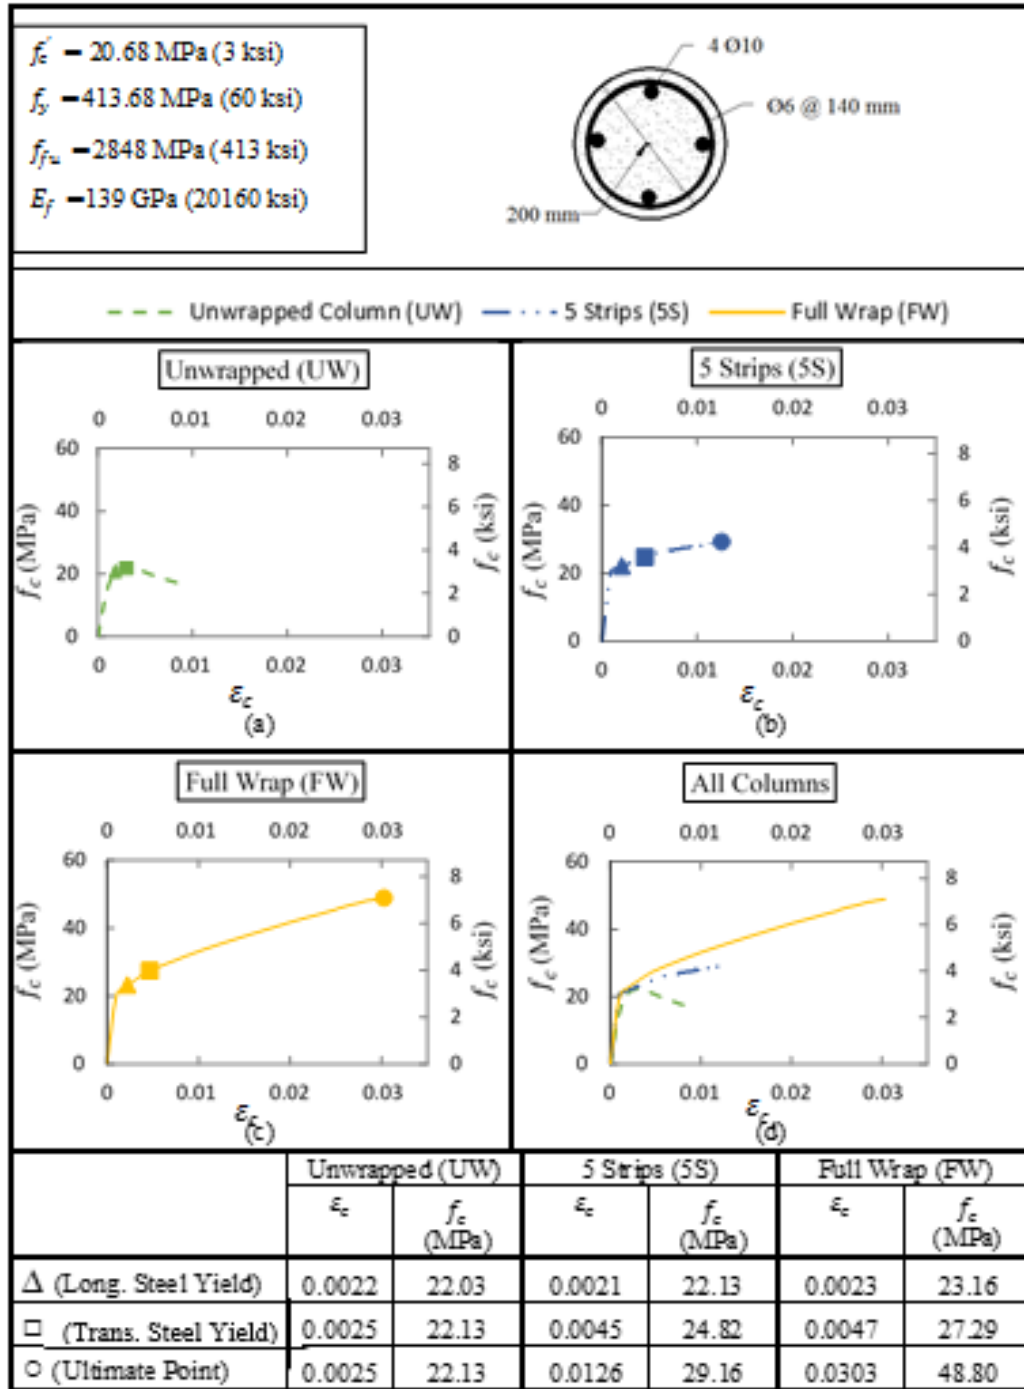 f'c = 20.68 MPa (3 ksi)
fy = 413.68 MPa (60 ksi)
ffu = 2848 MPa (413 ksi)
Ef = 139 GPa (20160 ksi)
4 Ø10
Ø6 @ 140 mm
200 mm
Unwrapped Column (UW) 5 Strips (5S) Full Wrap (FW)
Unwrapped (UW)
0 0.01 0.02 0.03
60
40
20
0
8
6
4
2
0
fc (MPa)
fc (ksi)
0 0.01 0.02 0.03
εc
(a)
5 Strips (5S)
0 0.01 0.02 0.03
60
40
20
0
8
6
4
2
0
fc (MPa)
fc (ksi)
0 0.01 0.02 0.03
εc
(b)
Full Wrap (FW)
0 0.01 0.02 0.03
60
40
20
0
8
6
4
2
0
fc (MPa)
fc (ksi)
0 0.01 0.02 0.03
εc
(c)
All Columns
0 0.01 0.02 0.03
60
40
20
0
8
6
4
2
0
fc (MPa)
fc (ksi)
0 0.01 0.02 0.03
εc
(d)
Unwrapped (UW) 5 Strips (5S) Full Wrap (FW)
εc fc (MPa) εc fc (MPa) εc fc (MPa)
Δ (Long. Steel Yield) 0.0022 22.03 0.0021 22.13 0.0023 23.16
□ (Trans. Steel Yield) 0.0025 22.13 0.0045 24.82 0.0047 27.29
○ (Ultimate Point) 0.0025 22.13 0.0126 29.16 0.0303 48.80